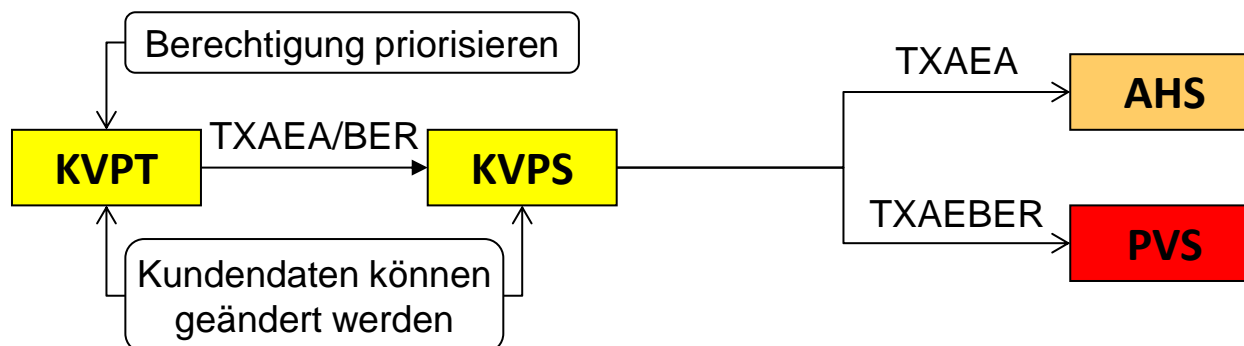 Berechtigung priorisieren
TXAEA
AHS
TXAEA/BER
KVPT
KVPS
TXAEBER
PVS
Kundendaten können
geändert werden